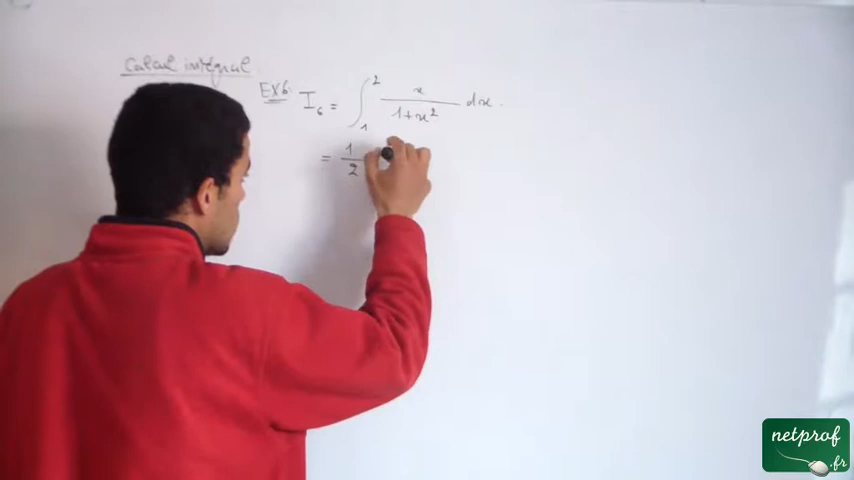 Calcul intégral
EX6: I₆ = ∫₁² x/(1+x²) dx.
= 1/2
netprof
.fr